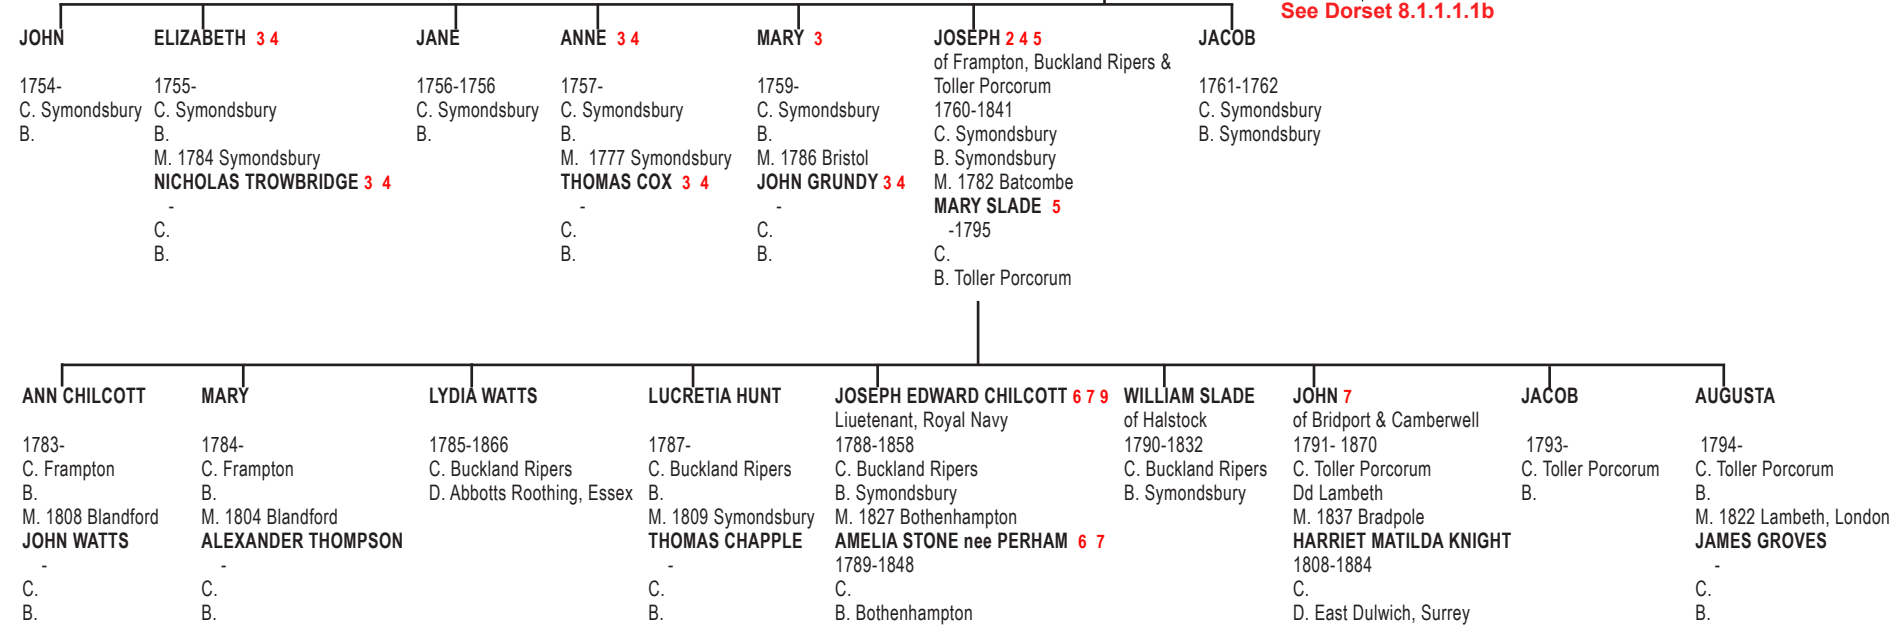 See Dorset 8.1.1.1.1b
JOHN
1754-
C. Symondsbury
B.
ELIZABETH 3 4
1755-
C. Symondsbury
B.
M. 1784 Symondsbury
NICHOLAS TROWBRIDGE 3 4
-
C.
B.
JANE
1756-1756
C. Symondsbury
B.
ANNE 3 4
1757-
C. Symondsbury
B.
M. 1777 Symondsbury
THOMAS COX 3 4
-
C.
B.
MARY 3
1759-
C. Symondsbury
B.
M. 1786 Bristol
JOHN GRUNDY 3 4
-
C.
B.
JOSEPH 2 4 5
of Frampton, Buckland Ripers &
Toller Porcorum
1760-1841
C. Symondsbury
B. Symondsbury
M. 1782 Batcombe
MARY SLADE 5
-1795
C.
B. Toller Porcorum
JACOB
1761-1762
C. Symondsbury
B. Symondsbury
ANN CHILCOTT
1783-
C. Frampton
B.
M. 1808 Blandford
JOHN WATTS
-
C.
B.
MARY
1784-
C. Frampton
B.
M. 1804 Blandford
ALEXANDER THOMPSON
-
C.
B.
LYDIA WATTS
1785-1866
C. Buckland Ripers
D. Abbotts Roothing, Essex
LUCRETIA HUNT
1787-
C. Buckland Ripers
B.
M. 1809 Symondsbury
THOMAS CHAPPLE
-
C.
B.
JOSEPH EDWARD CHILCOTT 6 7 9
Liuetenant, Royal Navy
1788-1858
C. Buckland Ripers
B. Symondsbury
M. 1827 Bothenhampton
AMELIA STONE nee PERHAM 6 7
1789-1848
C.
B. Bothenhampton
WILLIAM SLADE
of Halstock
1790-1832
C. Buckland Ripers
B. Symondsbury
JOHN 7
of Bridport & Camberwell
1791- 1870
C. Toller Porcorum
Dd Lambeth
M. 1837 Bradpole
HARRIET MATILDA KNIGHT
1808-1884
C.
D. East Dulwich, Surrey
JACOB
1793-
C. Toller Porcorum
B.
AUGUSTA
1794-
C. Toller Porcorum
B.
M. 1822 Lambeth, London
JAMES GROVES
-
C.
B.